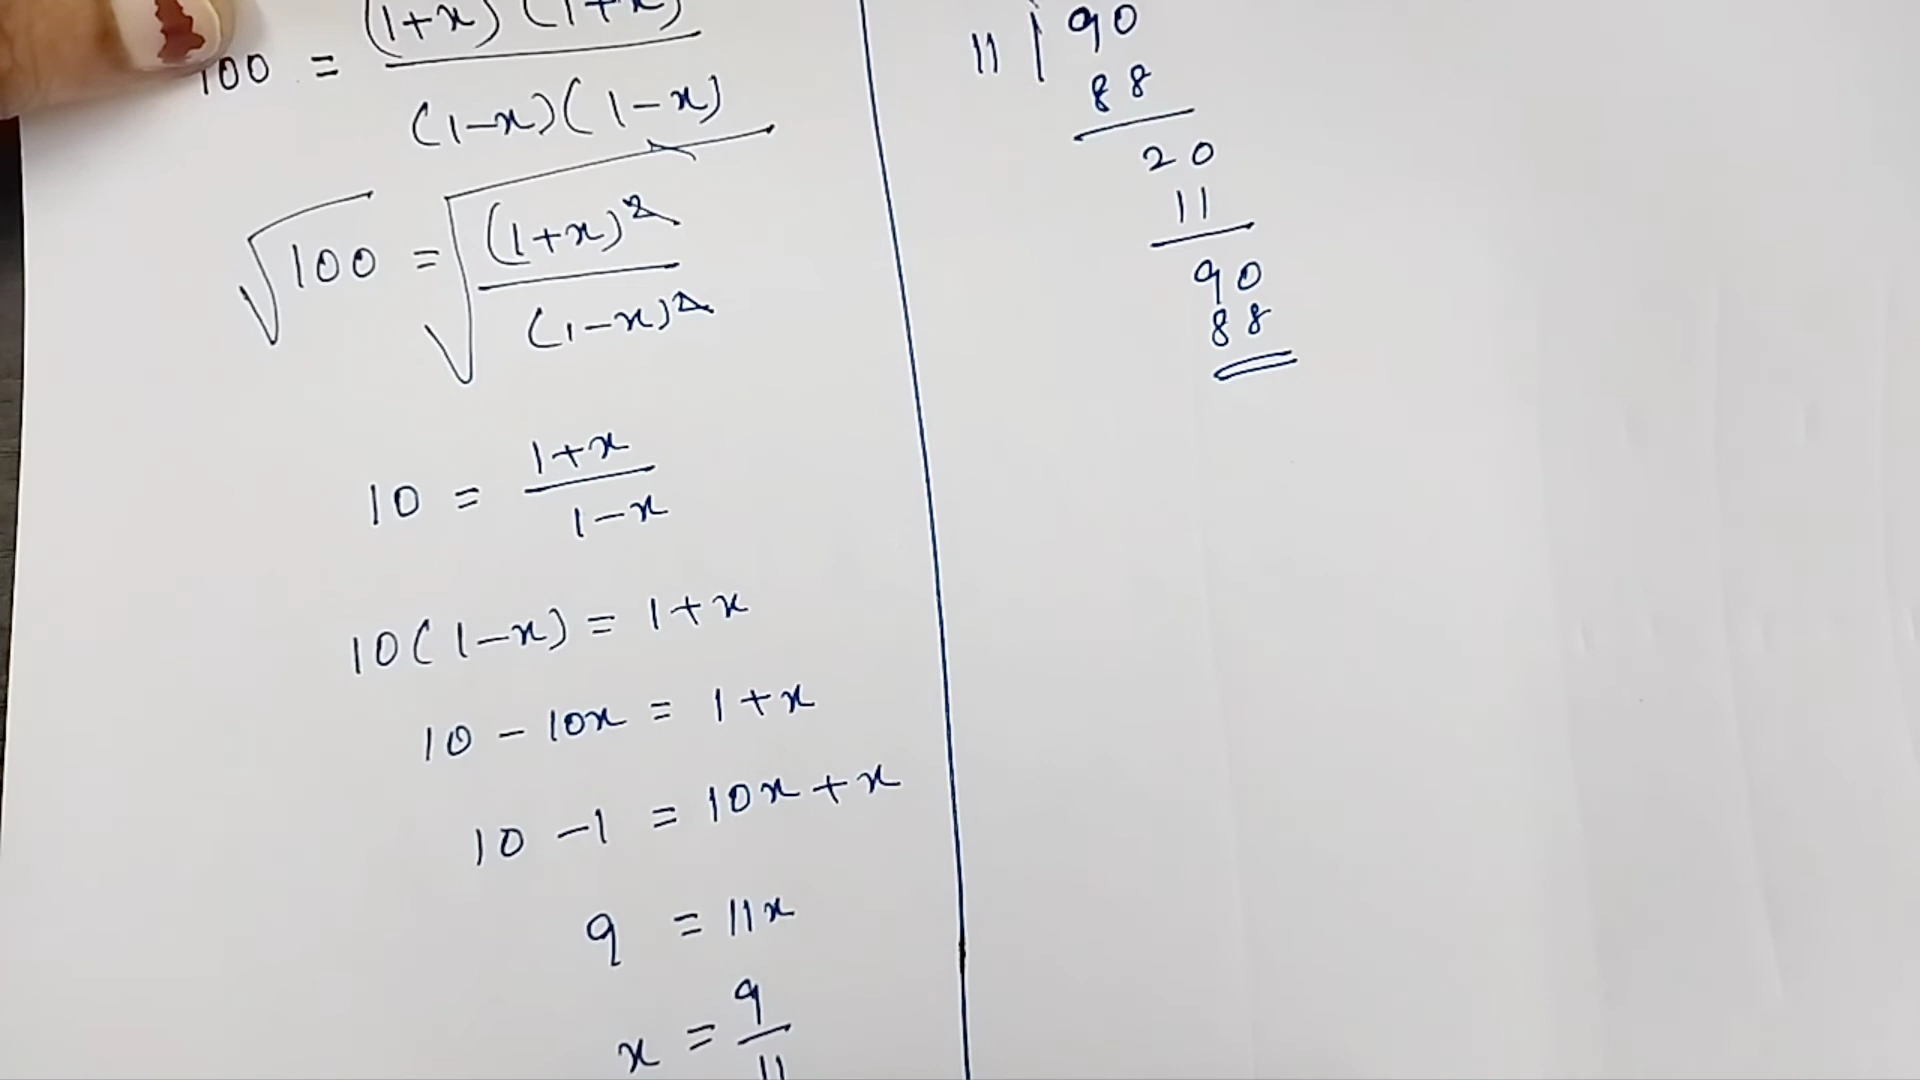 100 = (1+x) (1+x)
(1-x)(1-x)
√100 = √(1+x)²
(1-x)²
10 = 1+x
1-x
10(1-x) = 1+x
10 - 10x = 1+x
10 - 1 = 10x + x
9 = 11x
x = 9
11
11 | 90
88
20
11
90
88